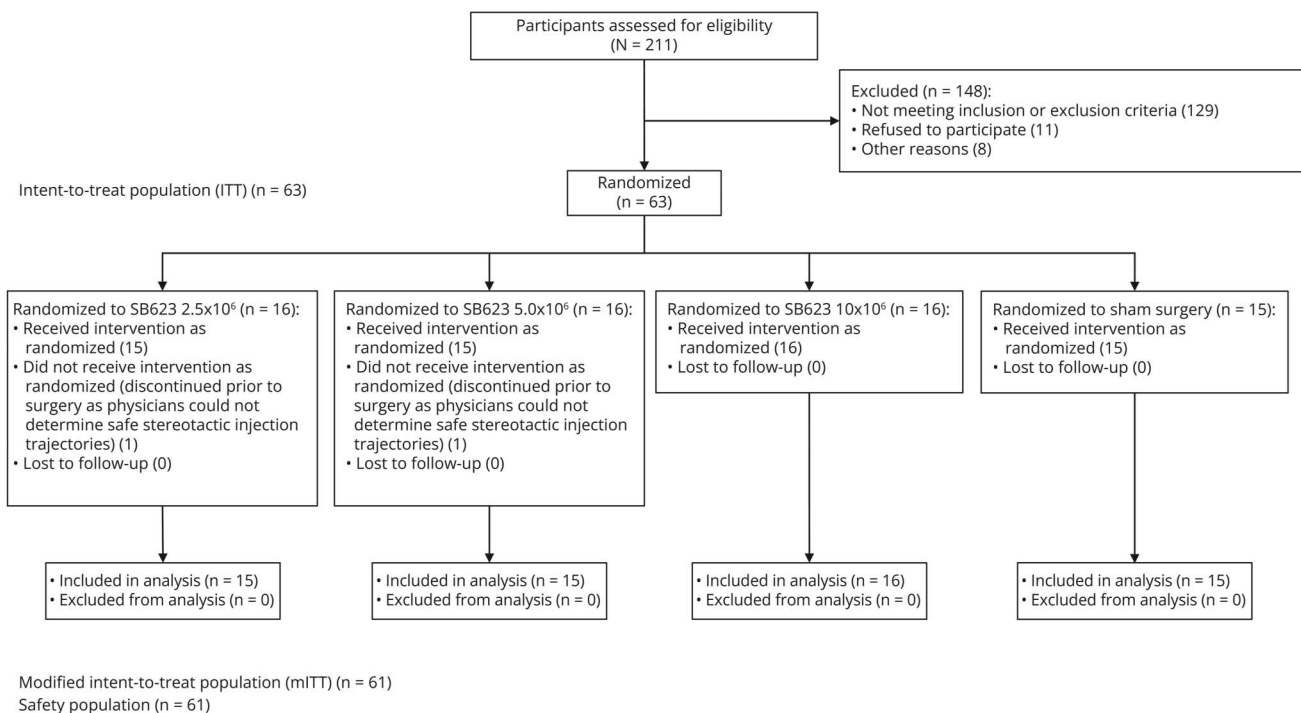 Participants assessed for eligibility
(N = 211)
Excluded (n = 148):
• Not meeting inclusion or exclusion criteria (129)
• Refused to participate (11)
• Other reasons (8)
Intent-to-treat population (ITT) (n = 63)
Randomized
(n = 63)
Randomized to SB623 2.5x10⁶ (n = 16):
• Received intervention as
randomized (15)
• Did not receive intervention as
randomized (discontinued prior to
surgery as physicians could not
determine safe stereotactic injection
trajectories) (1)
• Lost to follow-up (0)
Randomized to SB623 5.0x10⁶ (n = 16):
• Received intervention as
randomized (15)
• Did not receive intervention as
randomized (discontinued prior to
surgery as physicians could not
determine safe stereotactic injection
trajectories) (1)
• Lost to follow-up (0)
Randomized to SB623 10x10⁶ (n = 16):
• Received intervention as
randomized (16)
• Lost to follow-up (0)
Randomized to sham surgery (n = 15):
• Received intervention as
randomized (15)
• Lost to follow-up (0)
• Included in analysis (n = 15)
• Excluded from analysis (n = 0)
• Included in analysis (n = 15)
• Excluded from analysis (n = 0)
• Included in analysis (n = 16)
• Excluded from analysis (n = 0)
• Included in analysis (n = 15)
• Excluded from analysis (n = 0)
Modified intent-to-treat population (mITT) (n = 61)
Safety population (n = 61)